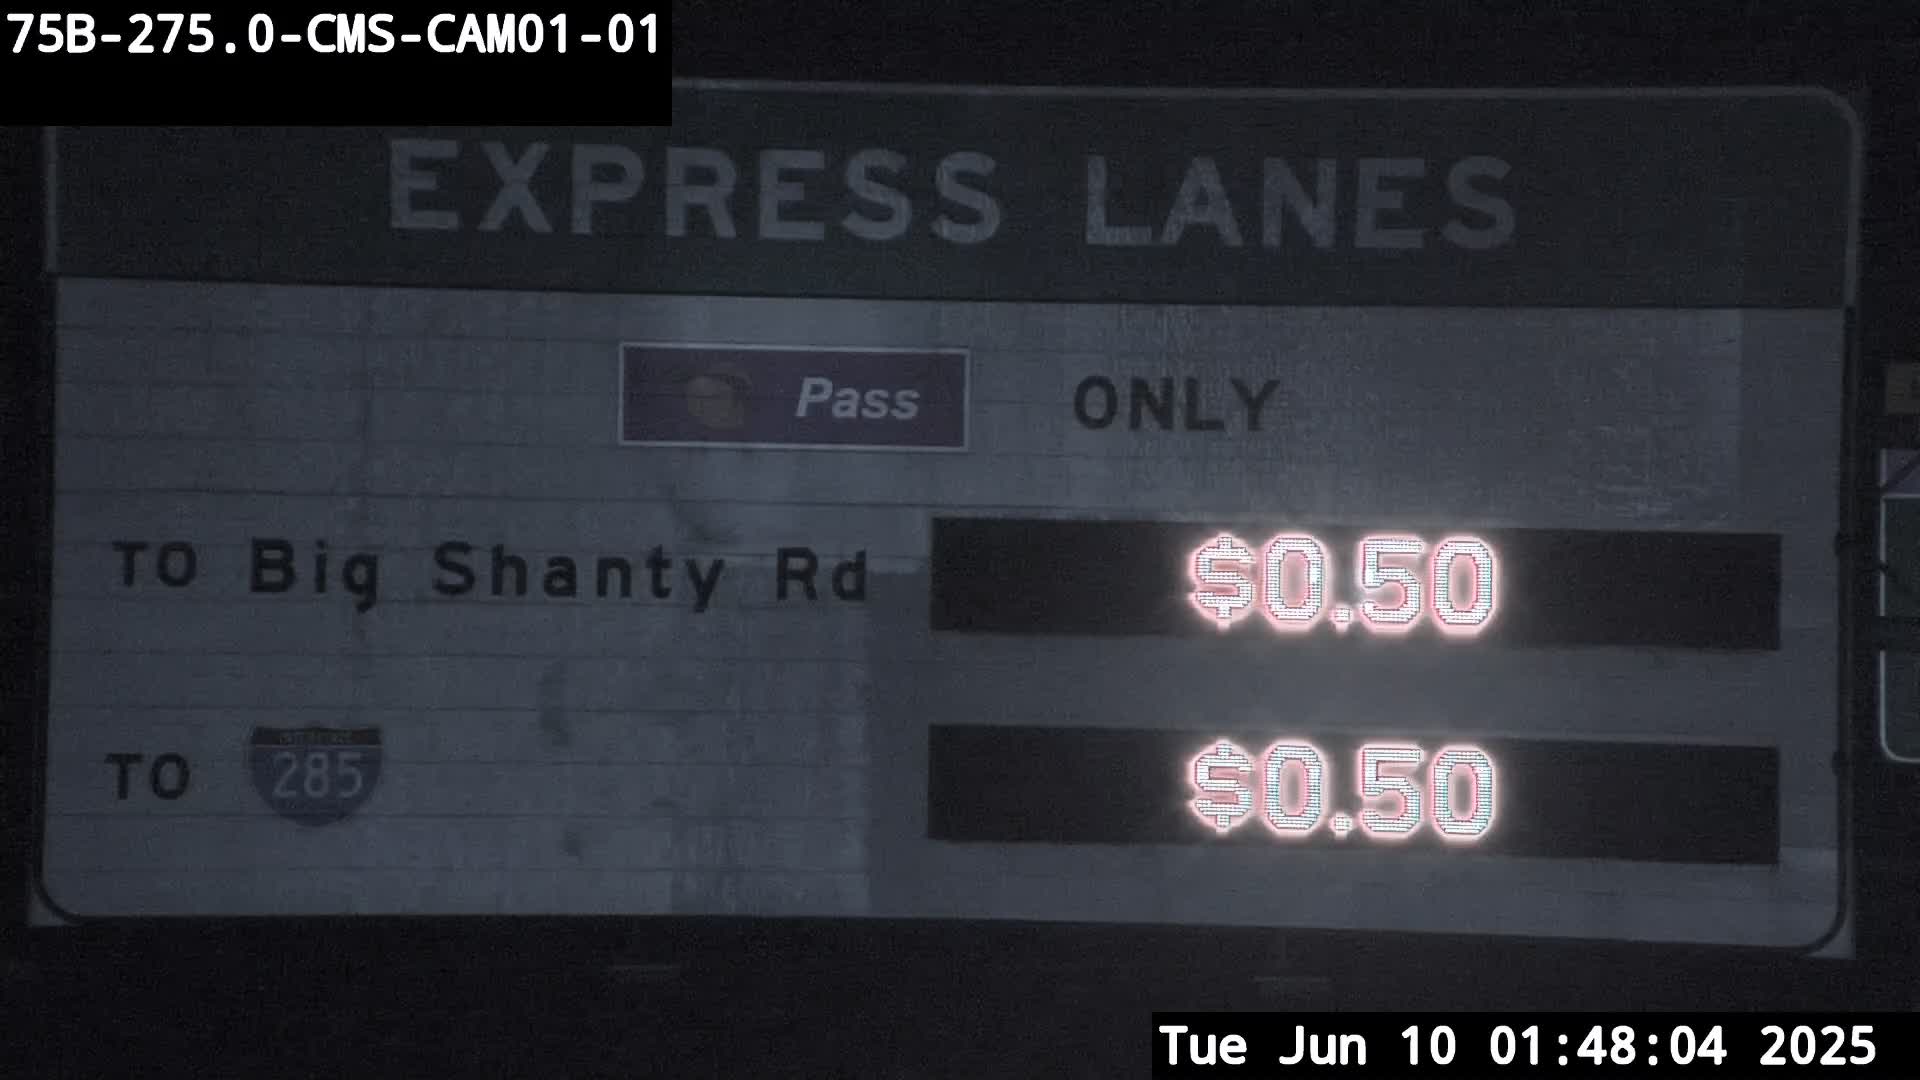 75B-275.0-CMS-CAM01-01
EXPRESS LANES
Pass ONLY
TO Big Shanty Rd $0.50
TO 285 $0.50
Tue Jun 10 01:48:04 2025